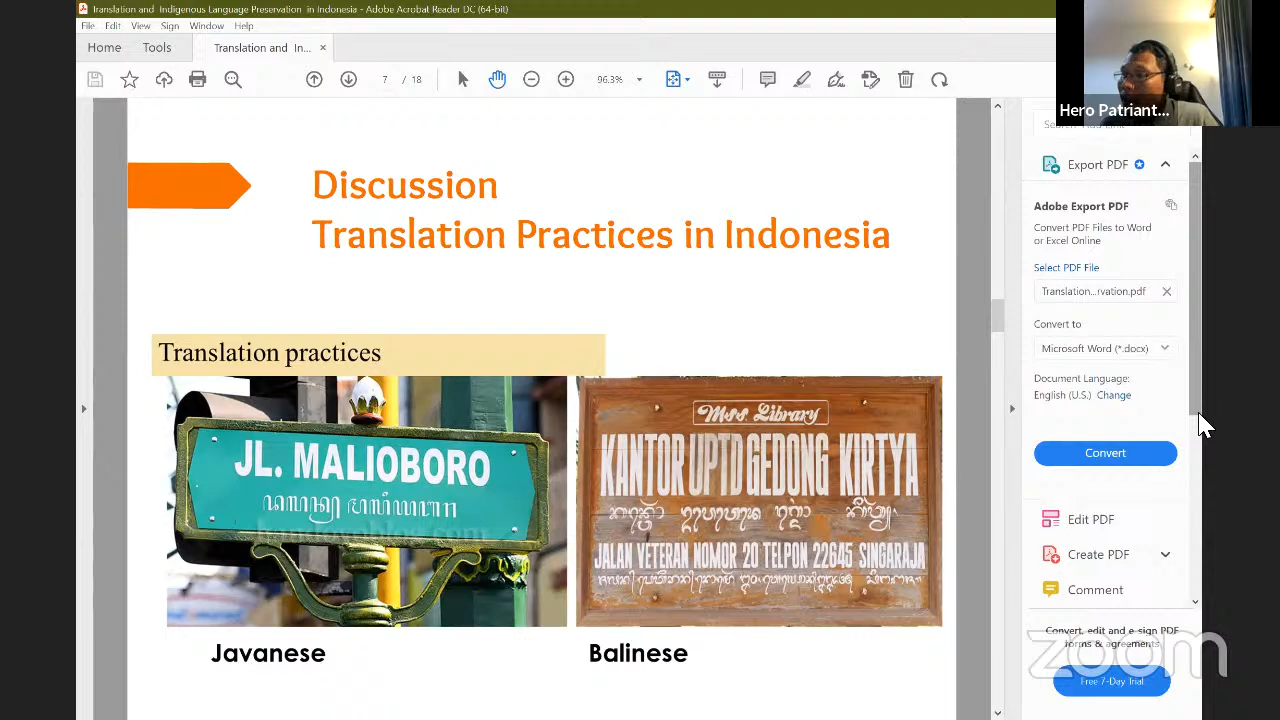 Translation and Indigenous Language Preservation in Indonesia - Adobe Acrobat Reader DC (64-bit)
File Edit View Sign Window Help
Home Tools Translation and In... ×
7 / 18 96.3%
Hero Patriant...
Discussion
Translation Practices in Indonesia
Translation practices
JL. MALIOBORO
Mss. Library
KANTOR UPTD GEDONG KIRTYA
JALAN VETERAN NOMOR 20 TELPON 22645 SINGARAJA
Javanese
Balinese
Export PDF
Adobe Export PDF
Convert PDF Files to Word
or Excel Online
Select PDF File
Translation...rvation.pdf
Convert to
Microsoft Word (*.docx)
Document Language:
English (U.S.) Change
Convert
Edit PDF
Create PDF
Comment
Convert, edit and e-sign PDF
forms & agreements
Free 7-Day Trial
zoom